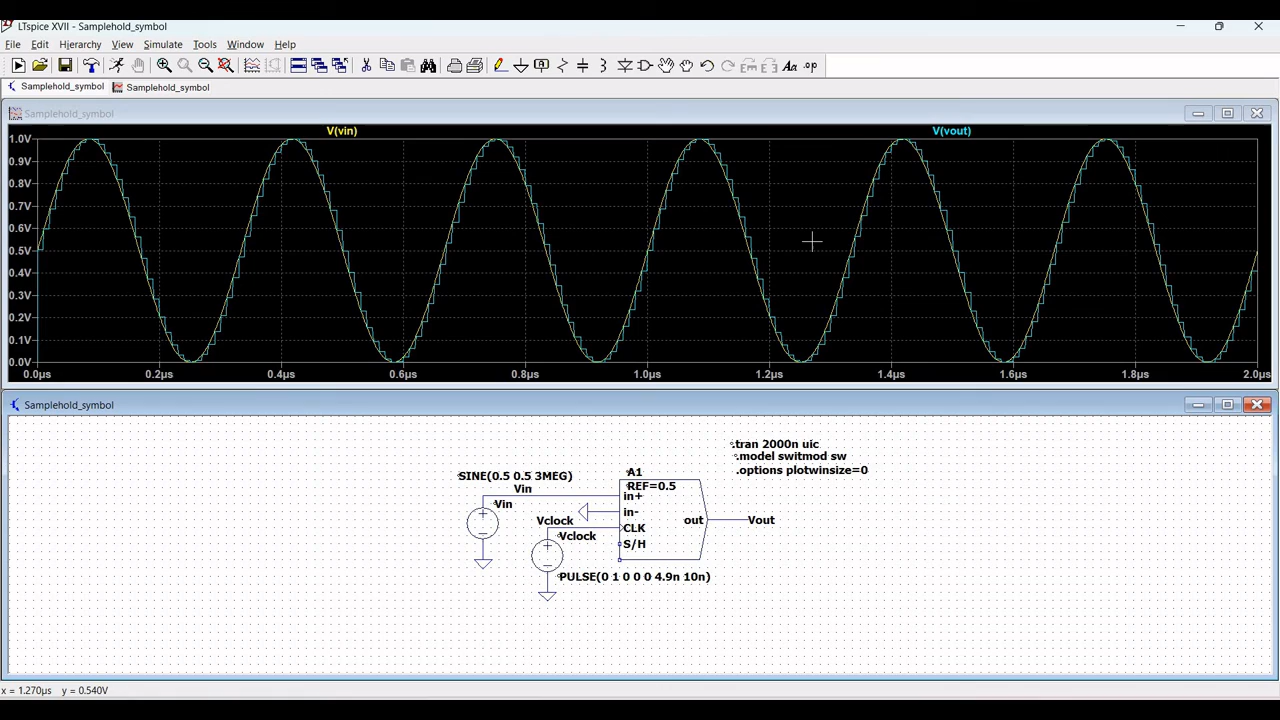 LTspice XVII - Samplehold_symbol
File Edit Hierarchy View Simulate Tools Window Help
Samplehold_symbol Samplehold_symbol
Samplehold_symbol
V(vin) V(vout)
1.0V
0.9V
0.8V
0.7V
0.6V
0.5V
0.4V
0.3V
0.2V
0.1V
0.0V
0.0µs 0.2µs 0.4µs 0.6µs 0.8µs 1.0µs 1.2µs 1.4µs 1.6µs 1.8µs 2.0µs
Samplehold_symbol
.tran 2000n uic
.model switmod sw
.options plotwinsize=0
SINE(0.5 0.5 3MEG)
A1
REF=0.5
Vin
in+
Vin
in-
Vclock
CLK
out
Vout
Vclock
S/H
PULSE(0 1 0 0 0 4.9n 10n)
x = 1.270µs y = 0.540V